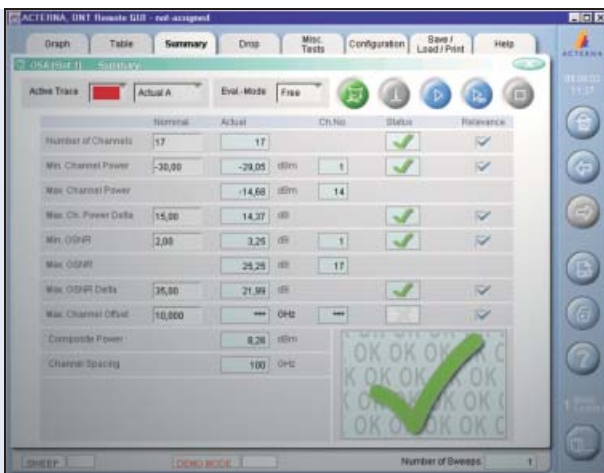 ACTERNA, ONT Remote GUI - not-assigned
Graph Table Summary Drop Misc. Tests Configuration Save / Load / Print Help
ACTERNA
Summary
Active Trace Actual A Eval.-Mode Free
Nominal Actual Ch.No. Status Relevance
Number of Channels 17 17
Min. Channel Power -30,00 -29,05 dBm 1
Max. Channel Power -14,68 dBm 14
Max. Ch. Power Delta 15,00 14,37 dB
Min. OSNR 2,00 3,25 dB 1
Max. OSNR 25,25 dB 17
Max. OSNR Delta 35,00 21,99 dB
Max. Channel Offset 10,000 *** GHz ***
Composite Power 8,26 dBm
Channel Spacing 100 GHz
OK OK OK OK
SWEEP DEMO MODE Number of Sweeps 1